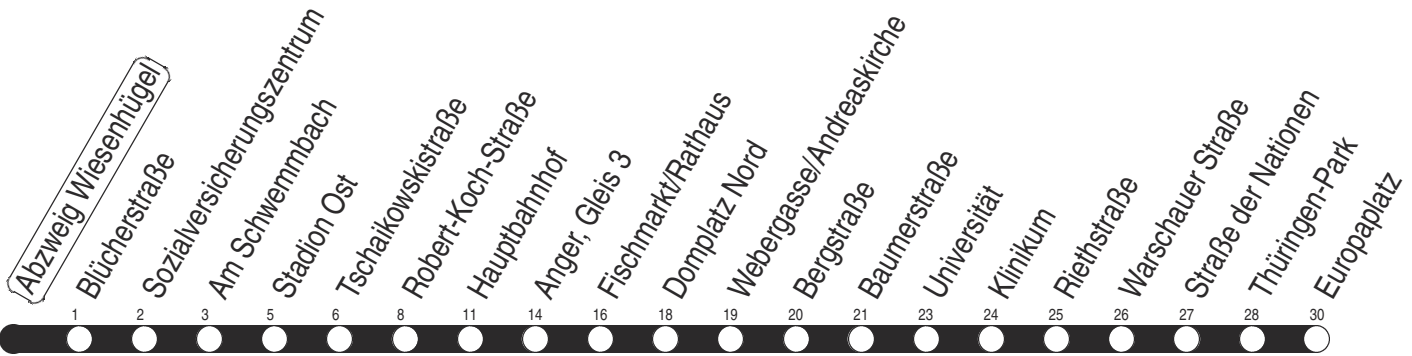 Abzweig Wiesenhügel
Blücherstraße
Sozialversicherungszentrum
Am Schwemmbach
Stadion Ost
Tschaikowskistraße
Robert-Koch-Straße
Hauptbahnhof
Anger, Gleis 3
Fischmarkt/Rathaus
Domplatz Nord
Webergasse/Andreaskirche
Bergstraße
Baumerstraße
Universität
Klinikum
Riethstraße
Warschauer Straße
Straße der Nationen
Thüringen-Park
Europaplatz
1 2 3 5 6 8 11 14 16 18 19 20 21 23 24 25 26 27 28 30